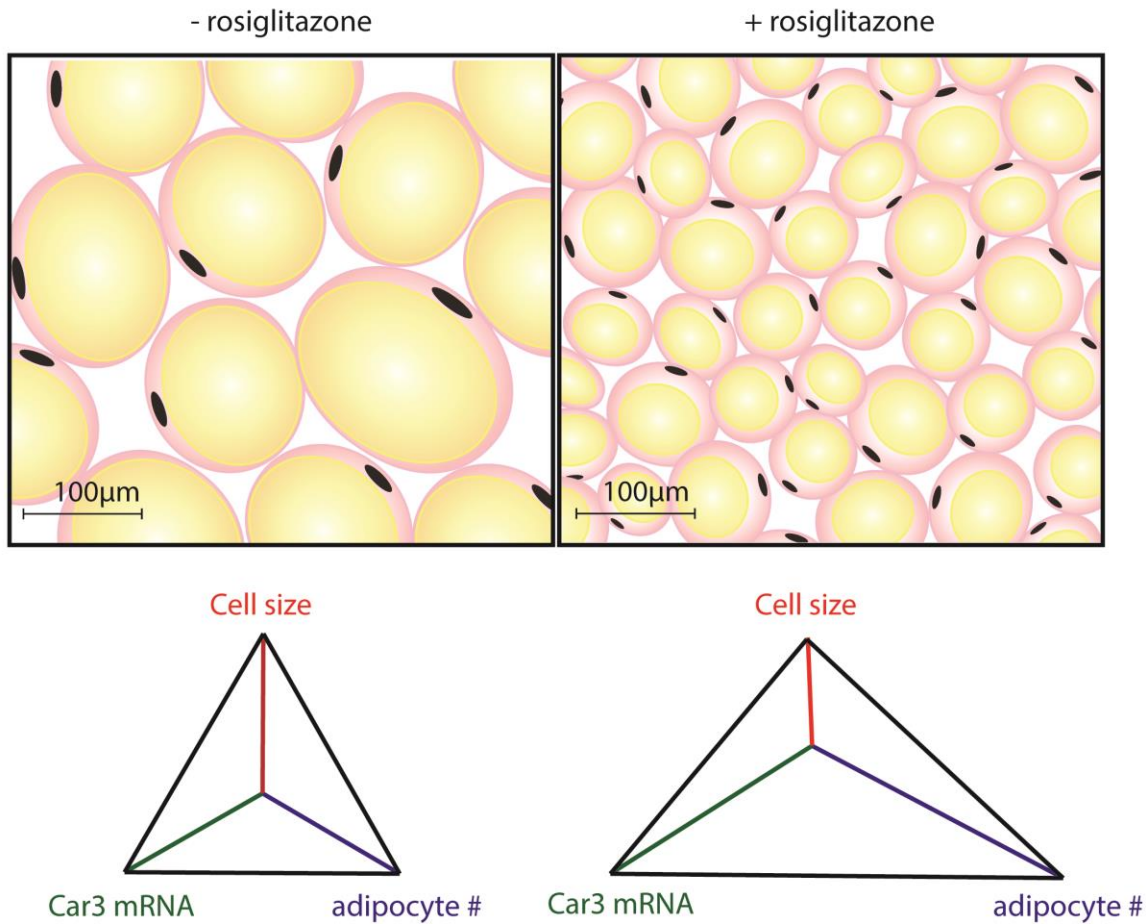 - rosiglitazone
+ rosiglitazone
100µm
100µm
Cell size
Cell size
Car3 mRNA
adipocyte #
Car3 mRNA
adipocyte #